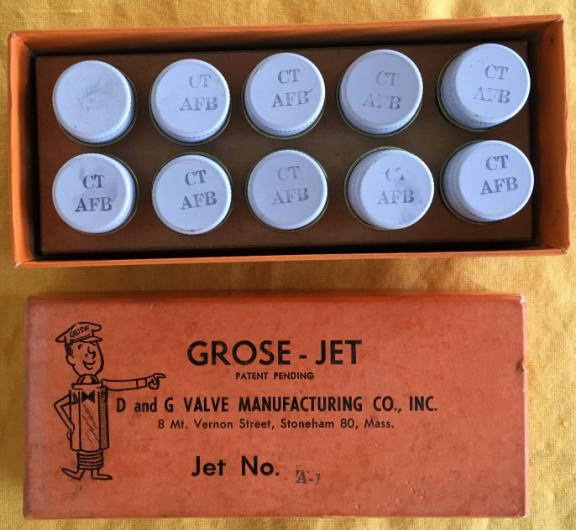 CT
AFB
CT
AFB
CT
AFB
CT
AFB
CT
AFB
CT
AFB
CT
AFB
CT
AFB
CT
AFB
GROSE
GROSE - JET
PATENT PENDING
D and G VALVE MANUFACTURING CO., INC.
8 Mt. Vernon Street, Stoneham 80, Mass.
Jet No.